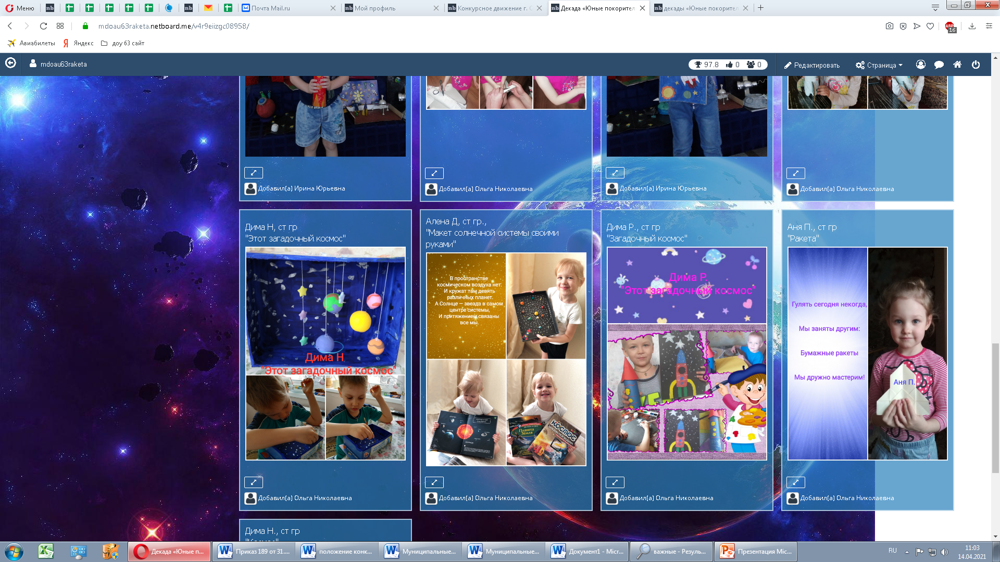 Меню
Почта Mail.ru
Мой профиль
Конкурсное движение г.
Декада «Юные покорител
декады «Юные покорител
mdoau63raketa.netboard.me/v4r9eiizgc08958/
16
Авиабилеты
Яндекс
доу 63 сайт
mdoau63raketa
97.8
0
0
Редактировать
Страница
Добавил(а) Ирина Юрьевна
Добавил(а) Ольга Николаевна
Добавил(а) Ирина Юрьевна
Добавил(а) Ольга Николаевна
Дима Н, ст гр
"Этот загадочный космос"
Дима Н
"Этот загадочный космос"
Добавил(а) Ольга Николаевна
Алена Д, ст гр.,
"Макет солнечной системы своими
руками"
В пространстве
космическом воздуха нет.
И кружат там девять
различных планет.
А Солнце – звезда в самом
центре системы,
И притяжением связаны
все мы.
Планета
Земля
КОСМОС
Добавил(а) Ольга Николаевна
Дима Р., ст гр
"Загадочный космос"
Дима Р.
"Этот загадочный космос"
Добавил(а) Ольга Николаевна
Аня П., ст гр
"Ракета"
Гулять сегодня некогда,
Мы заняты другим:
Бумажные ракеты
Мы дружно мастерим!
Аня П.
Добавил(а) Ольга Николаевна
Дима Н., ст гр
"Космос"
Декада «Юные п...
Приказ 189 от 31....
положение конк...
Муниципальные...
Муниципальные...
Документ1 - Micr...
важные - Резуль...
Презентация Mic...
RU
11:03
14.04.2021